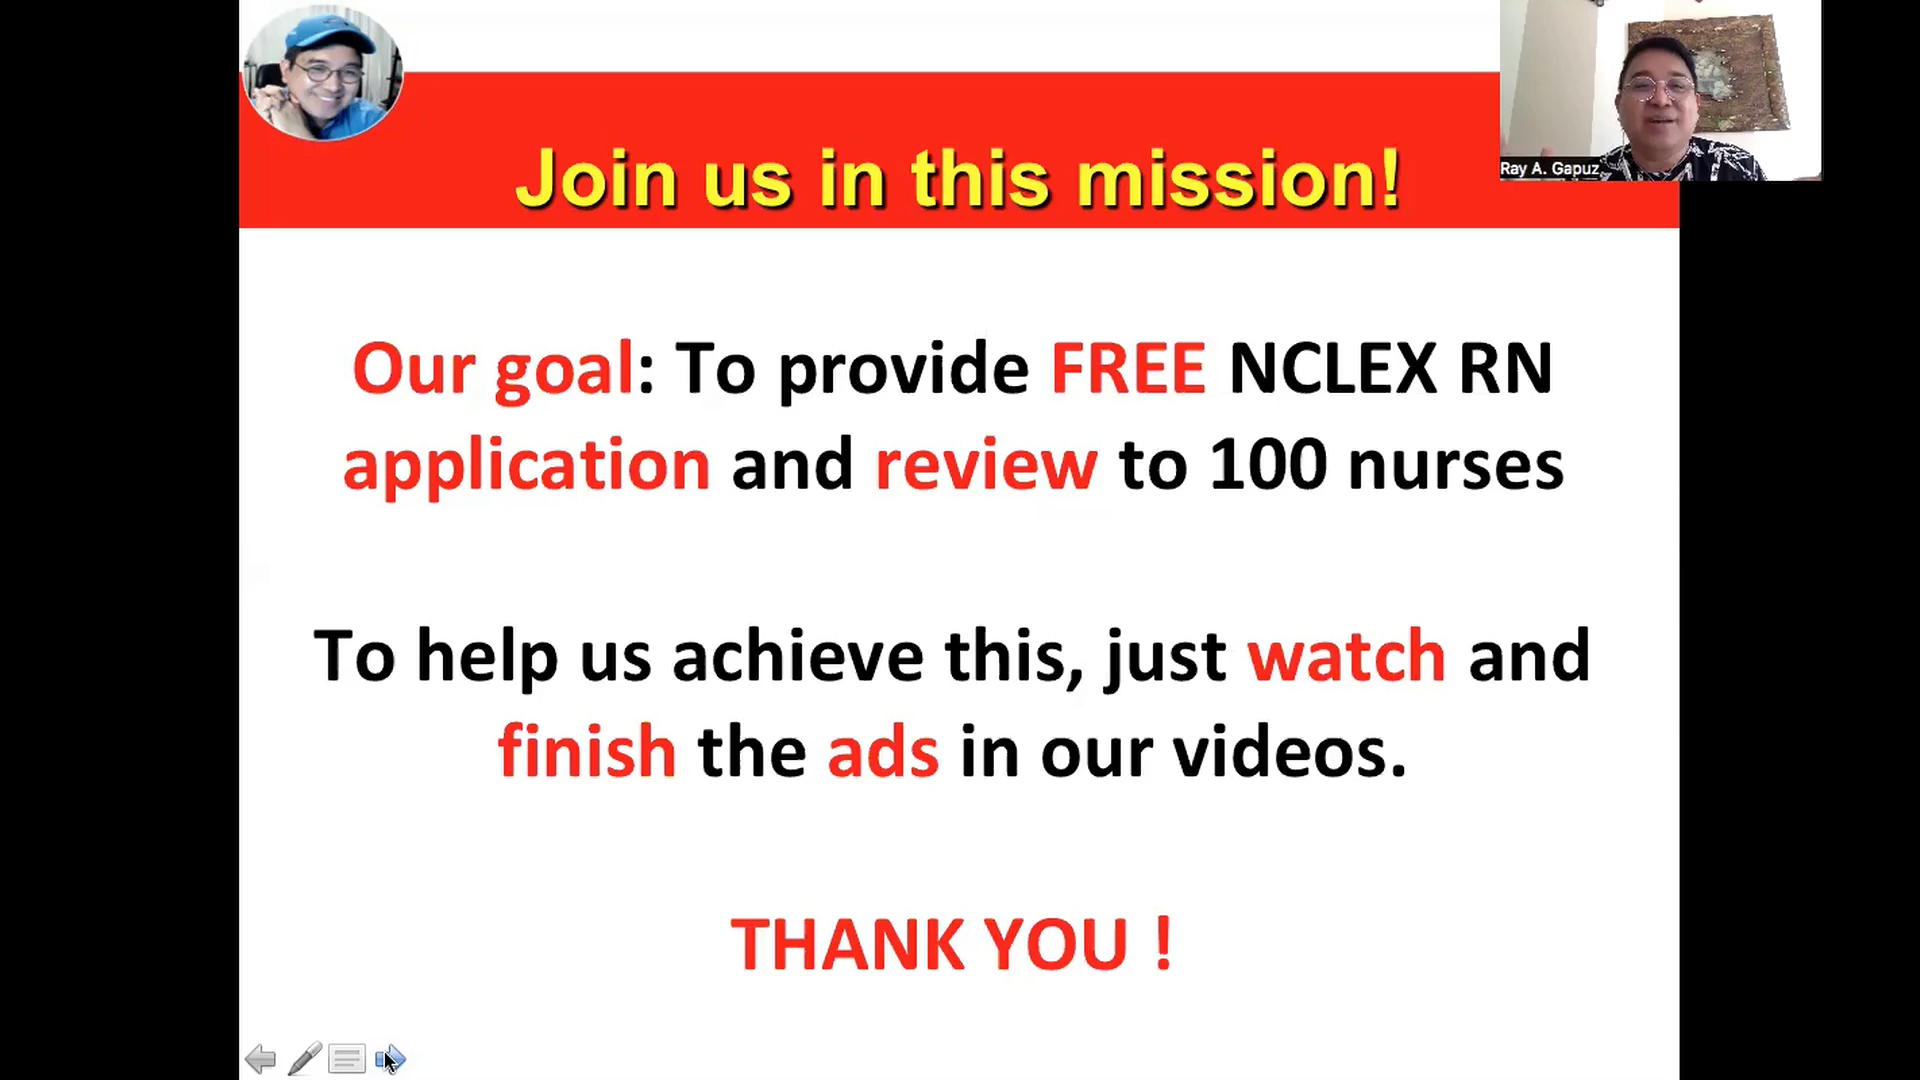 Join us in this mission!
Ray A. Gapuz
Our goal: To provide FREE NCLEX RN
application and review to 100 nurses
To help us achieve this, just watch and
finish the ads in our videos.
THANK YOU !